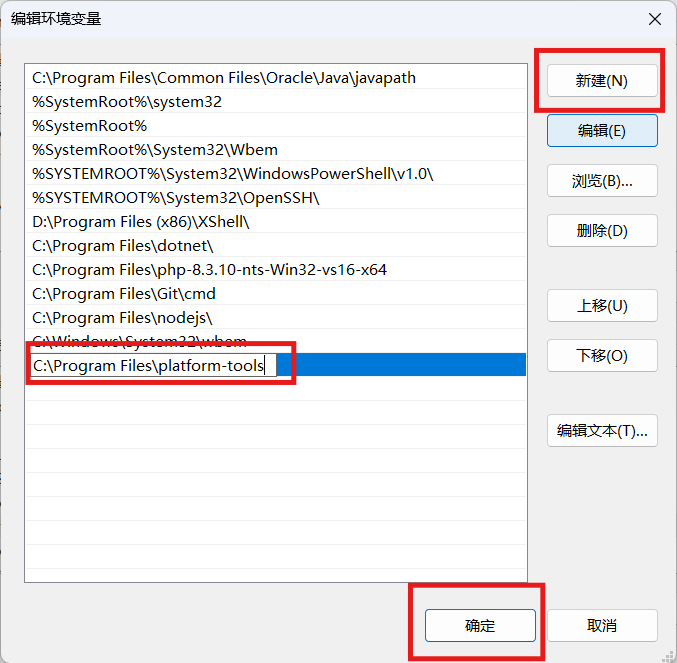 编辑环境变量
C:\Program Files\Common Files\Oracle\Java\javapath
%SystemRoot%\system32
%SystemRoot%
%SystemRoot%\System32\Wbem
%SYSTEMROOT%\System32\WindowsPowerShell\v1.0\
%SYSTEMROOT%\System32\OpenSSH\
D:\Program Files (x86)\XShell\
C:\Program Files\dotnet\
C:\Program Files\php-8.3.10-nts-Win32-vs16-x64
C:\Program Files\Git\cmd
C:\Program Files\nodejs\
C:\Windows\System32\wbem
C:\Program Files\platform-tools
新建(N)
编辑(E)
浏览(B)...
删除(D)
上移(U)
下移(O)
编辑文本(T)...
确定
取消